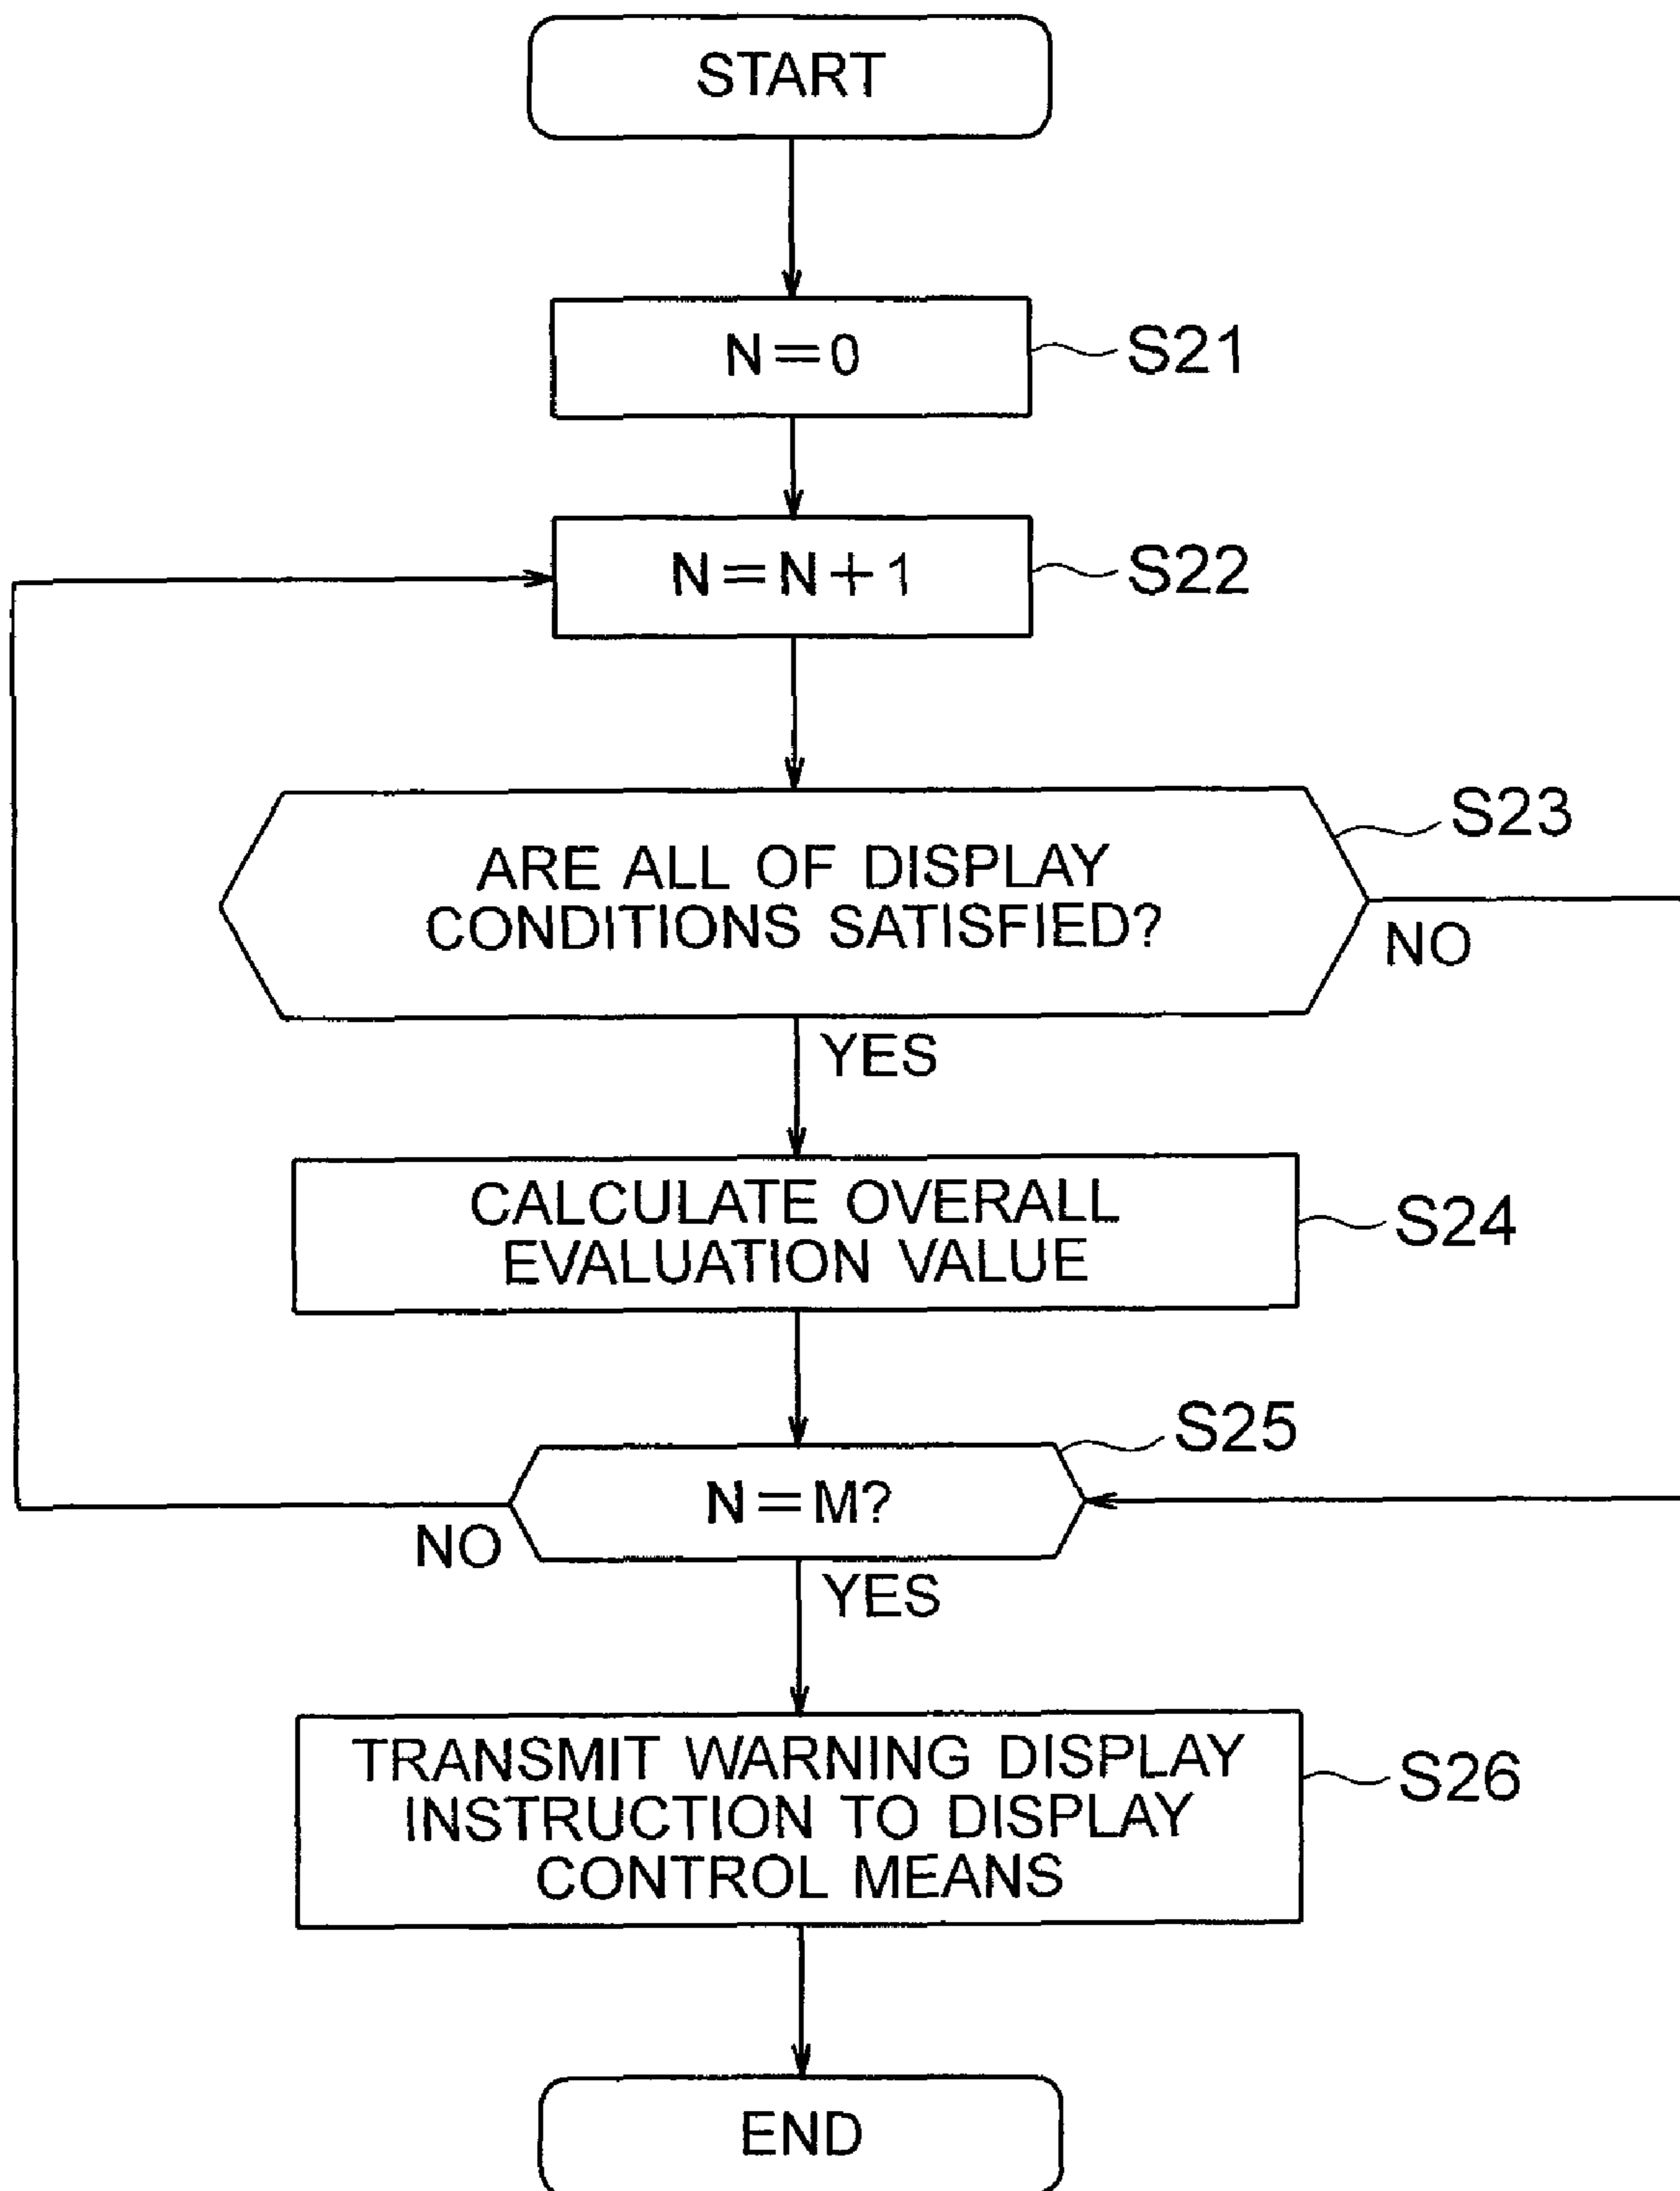 START
N=0
S21
N=N+1
S22
S23
ARE ALL OF DISPLAY
CONDITIONS SATISFIED?
NO
YES
CALCULATE OVERALL
EVALUATION VALUE
S24
S25
N=M?
NO
YES
TRANSMIT WARNING DISPLAY
INSTRUCTION TO DISPLAY
CONTROL MEANS
S26
END